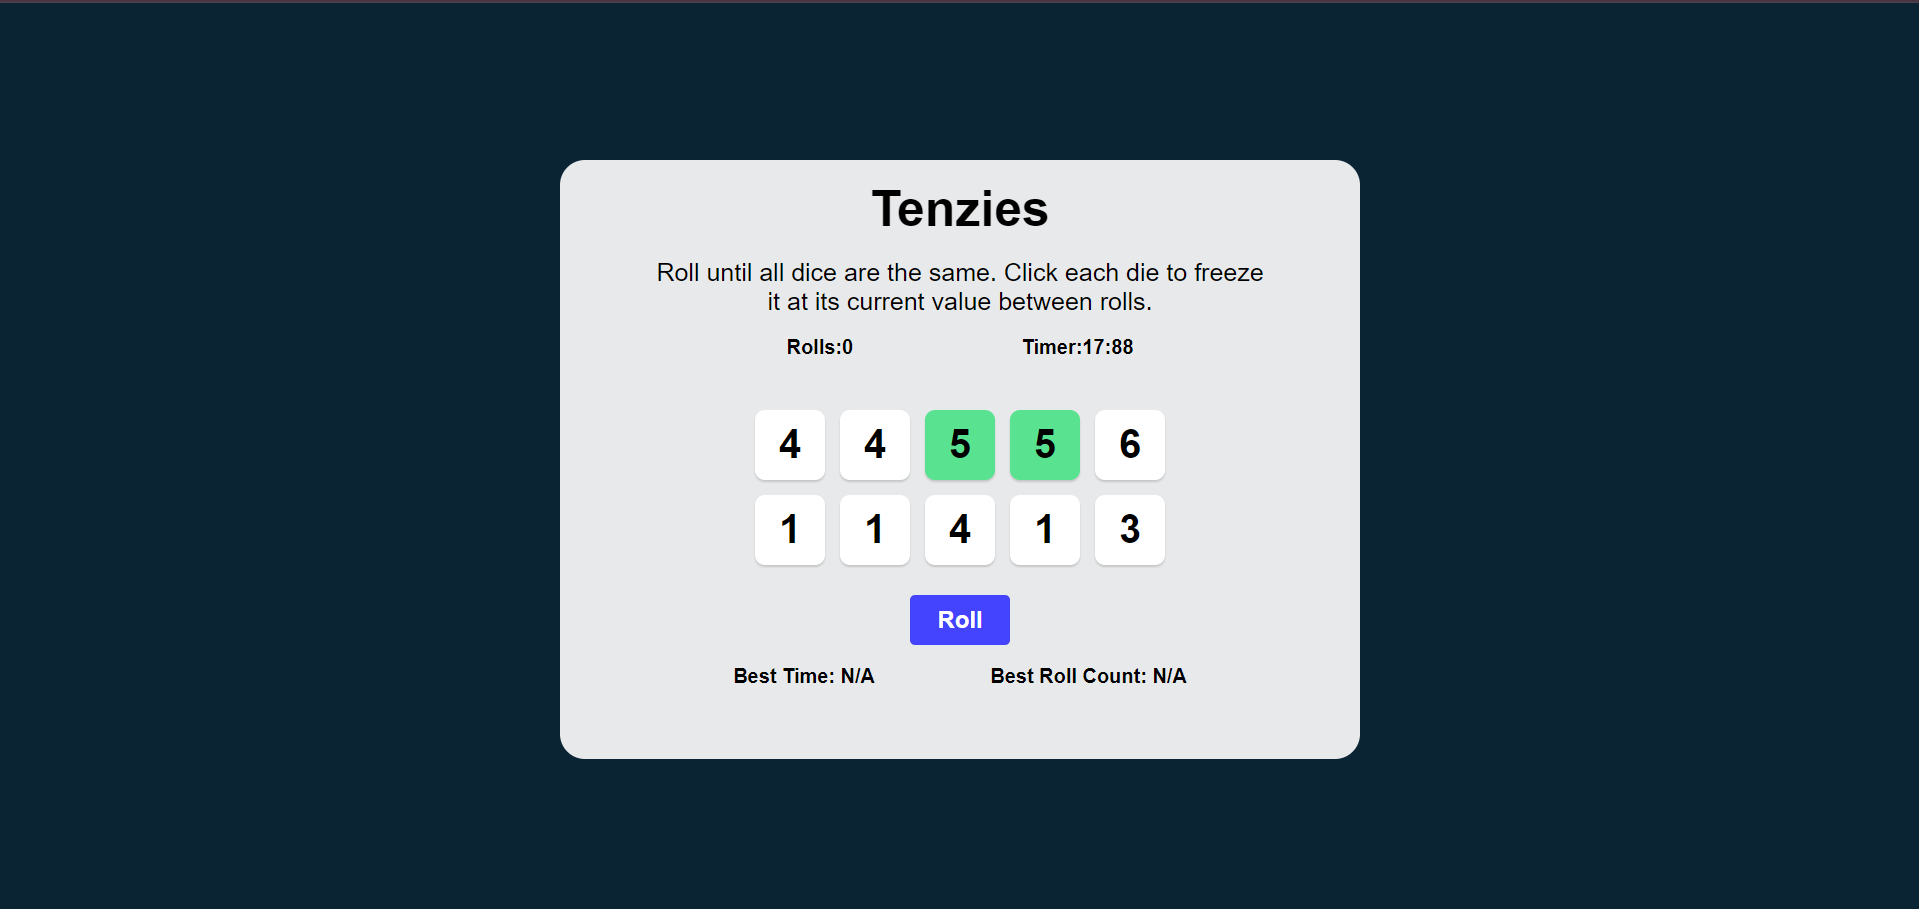 Tenzies
Roll until all dice are the same. Click each die to freeze
it at its current value between rolls.
Rolls:0 Timer:17:88
4 4 5 5 6
1 1 4 1 3
Roll
Best Time: N/A Best Roll Count: N/A